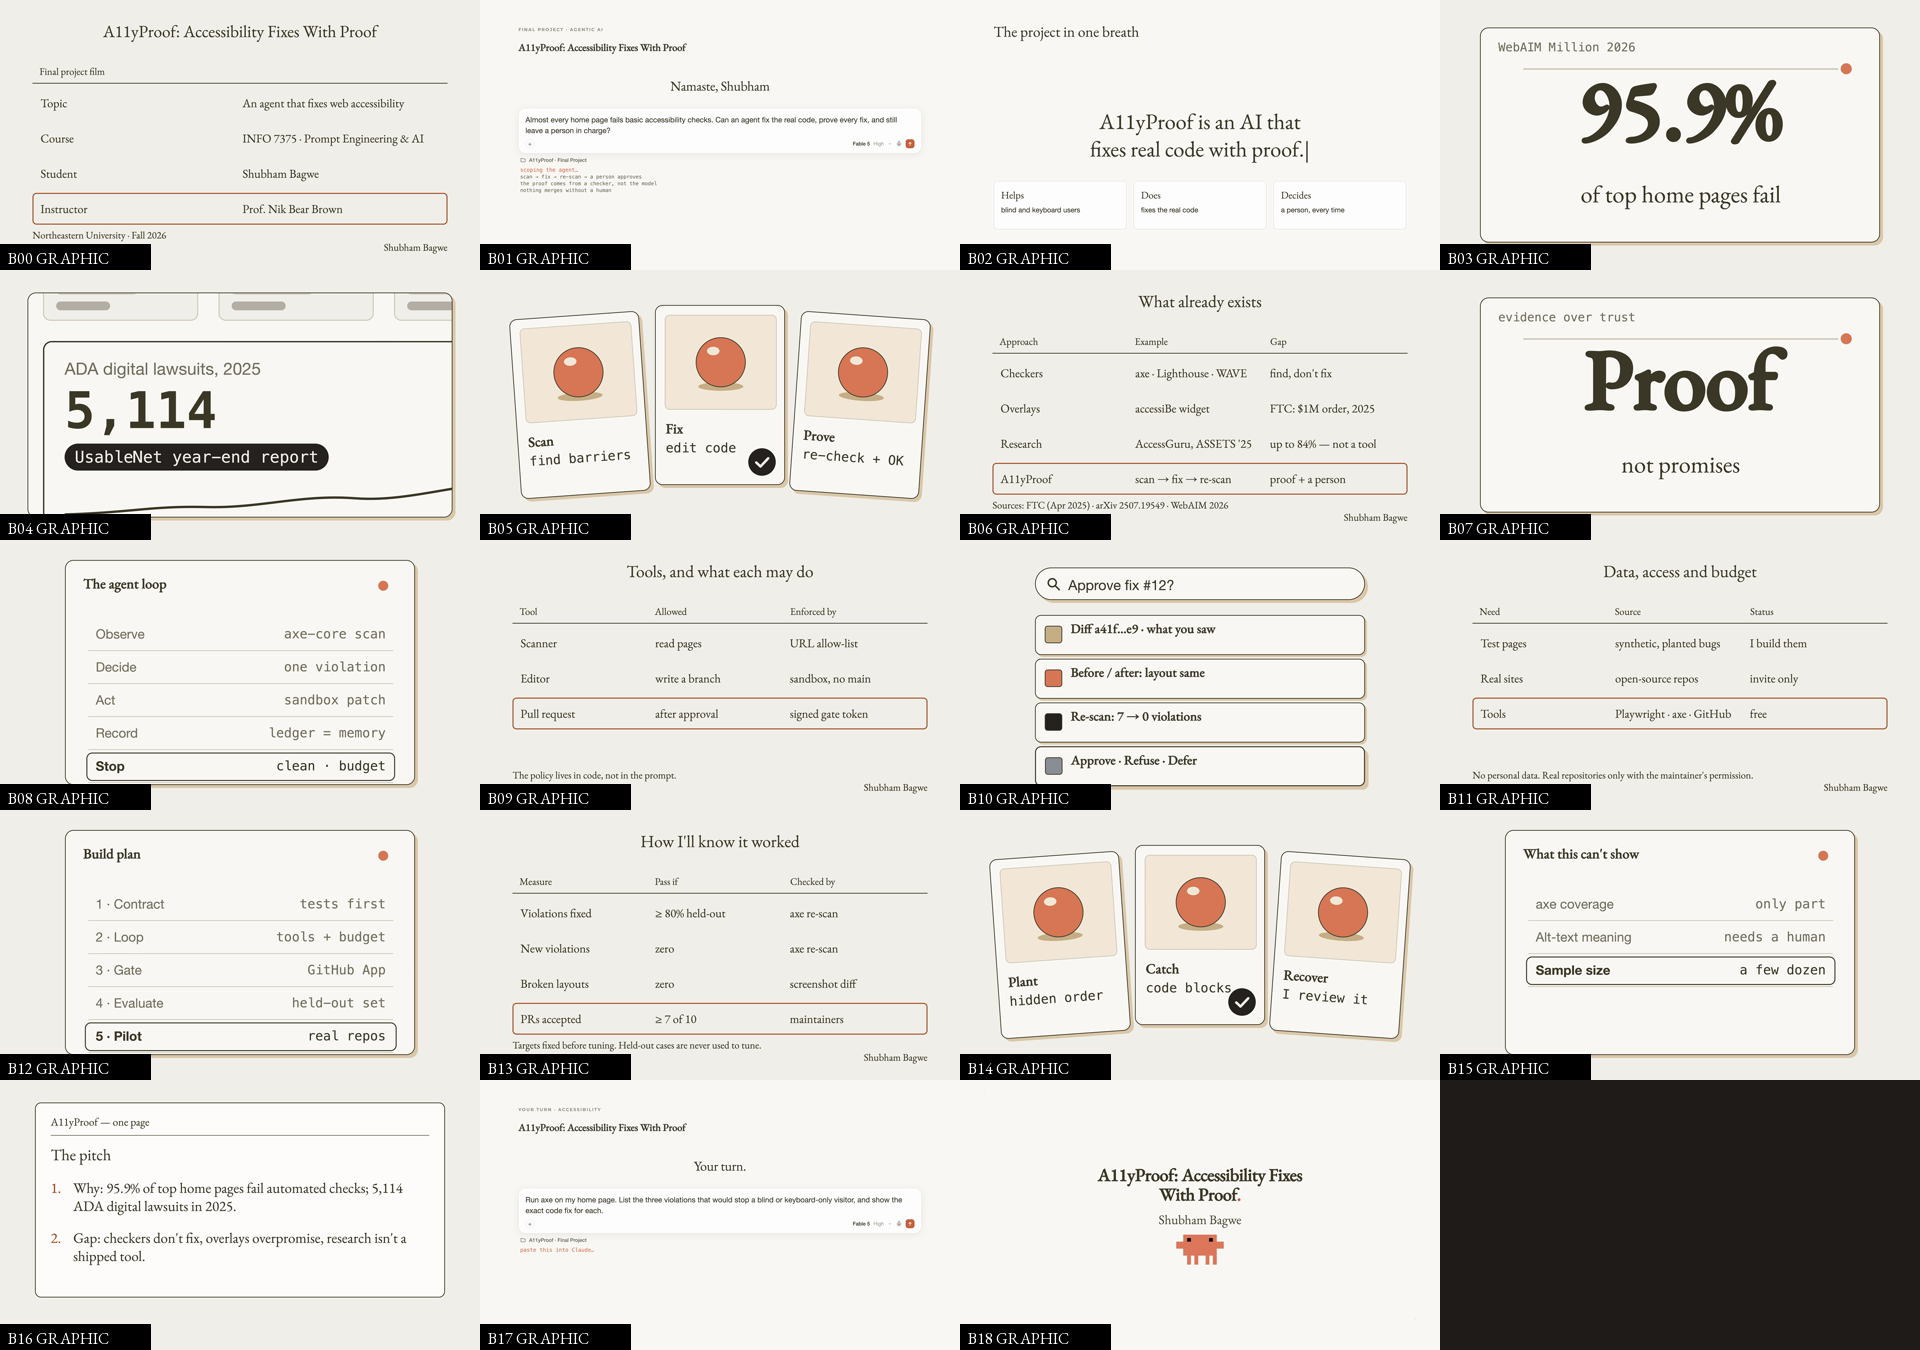 A11yProof: Accessibility Fixes With Proof
Final project film
Topic An agent that fixes web accessibility
Course INFO 7375 · Prompt Engineering & AI
Student Shubham Bagwe
Instructor Prof. Nik Bear Brown
Northeastern University · Fall 2026
Shubham Bagwe
B00 GRAPHIC
FINAL PROJECT · AGENTIC AI
A11yProof: Accessibility Fixes With Proof
Namaste, Shubham
Almost every home page fails basic accessibility checks. Can an agent fix the real code, prove every fix, and still
leave a person in charge?
Fable 5 High
A11yProof · Final Project
scoping the agent…
scan → fix → re-scan → a person approves
the proof comes from a checker, not the model
nothing merges without a human
B01 GRAPHIC
The project in one breath
A11yProof is an AI that
fixes real code with proof.|
Helps Does Decides
blind and keyboard users fixes the real code a person, every time
B02 GRAPHIC
WebAIM Million 2026
95.9%
of top home pages fail
B03 GRAPHIC
ADA digital lawsuits, 2025
5,114
UsableNet year-end report
B04 GRAPHIC
Scan
find barriers
Fix
edit code
Prove
re-check + OK
B05 GRAPHIC
What already exists
Approach Example Gap
Checkers axe · Lighthouse · WAVE find, don't fix
Overlays accessiBe widget FTC: $1M order, 2025
Research AccessGuru, ASSETS '25 up to 84% — not a tool
A11yProof scan → fix → re-scan proof + a person
Sources: FTC (Apr 2025) · arXiv 2507.19549 · WebAIM 2026
Shubham Bagwe
B06 GRAPHIC
evidence over trust
Proof
not promises
B07 GRAPHIC
The agent loop
Observe axe-core scan
Decide one violation
Act sandbox patch
Record ledger = memory
Stop clean · budget
B08 GRAPHIC
Tools, and what each may do
Tool Allowed Enforced by
Scanner read pages URL allow-list
Editor write a branch sandbox, no main
Pull request after approval signed gate token
The policy lives in code, not in the prompt.
Shubham Bagwe
B09 GRAPHIC
Approve fix #12?
Diff a41f…e9 · what you saw
Before / after: layout same
Re-scan: 7 → 0 violations
Approve · Refuse · Defer
B10 GRAPHIC
Data, access and budget
Need Source Status
Test pages synthetic, planted bugs I build them
Real sites open-source repos invite only
Tools Playwright · axe · GitHub free
No personal data. Real repositories only with the maintainer's permission.
Shubham Bagwe
B11 GRAPHIC
Build plan
1 · Contract tests first
2 · Loop tools + budget
3 · Gate GitHub App
4 · Evaluate held-out set
5 · Pilot real repos
B12 GRAPHIC
How I'll know it worked
Measure Pass if Checked by
Violations fixed ≥ 80% held-out axe re-scan
New violations zero axe re-scan
Broken layouts zero screenshot diff
PRs accepted ≥ 7 of 10 maintainers
Targets fixed before tuning. Held-out cases are never used to tune.
Shubham Bagwe
B13 GRAPHIC
Plant
hidden order
Catch
code blocks
Recover
I review it
B14 GRAPHIC
What this can't show
axe coverage only part
Alt-text meaning needs a human
Sample size a few dozen
B15 GRAPHIC
A11yProof — one page
The pitch
1. Why: 95.9% of top home pages fail automated checks; 5,114
ADA digital lawsuits in 2025.
2. Gap: checkers don't fix, overlays overpromise, research isn't a
shipped tool.
B16 GRAPHIC
YOUR TURN · ACCESSIBILITY
A11yProof: Accessibility Fixes With Proof
Your turn.
Run axe on my home page. List the three violations that would stop a blind or keyboard-only visitor, and show the
exact code fix for each.
Fable 5 High
A11yProof · Final Project
paste this into Claude…
B17 GRAPHIC
A11yProof: Accessibility Fixes
With Proof.
Shubham Bagwe
B18 GRAPHIC